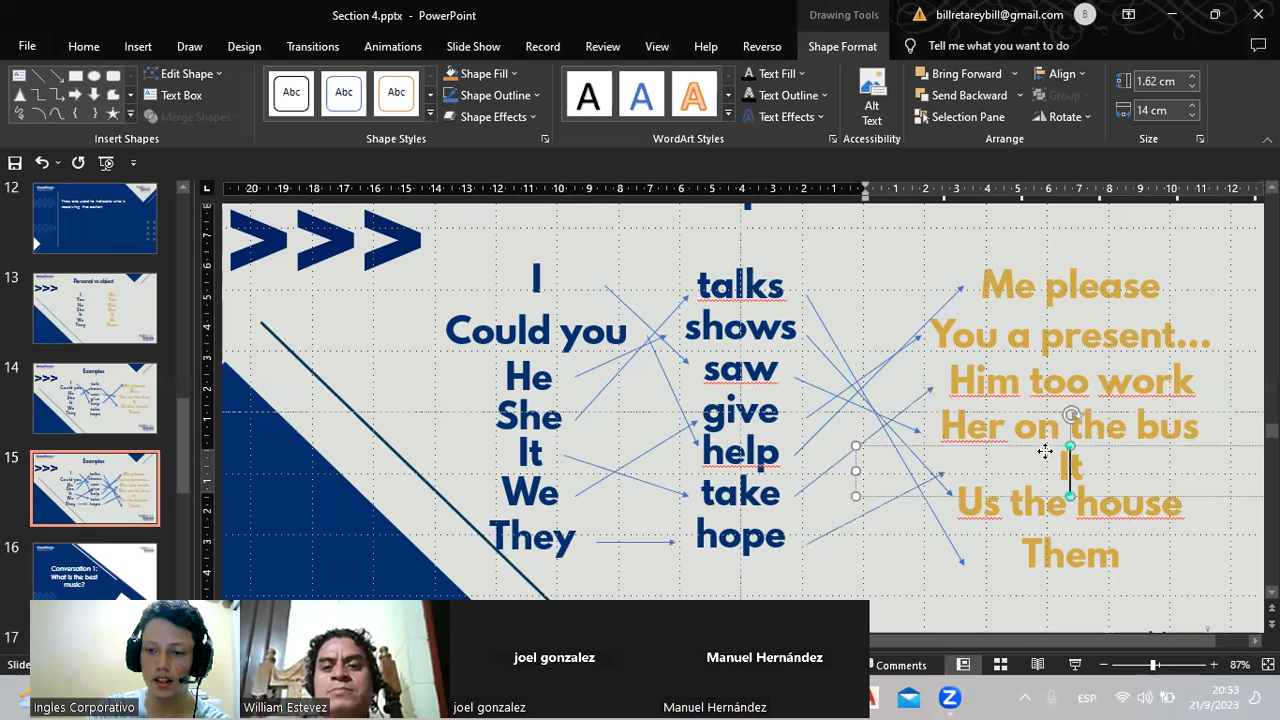 Section 4.pptx - PowerPoint
Drawing Tools
billretareybill@gmail.com
B
File Home Insert Draw Design Transitions Animations Slide Show Record Review View Help Reverso Shape Format Tell me what you want to do
Edit Shape
Text Box
Merge Shapes
Insert Shapes
Abc Abc Abc
Shape Fill
Shape Outline
Shape Effects
Shape Styles
A A A
Text Fill
Text Outline
Text Effects
WordArt Styles
Alt Text
Accessibility
Bring Forward
Send Backward
Selection Pane
Align
Group
Rotate
Arrange
1.62 cm
14 cm
Size
12
13
Personal vs object
14
Examples
15
Examples
16
Conversation 1: What is the best music?
17
>>>
I
Could you
He
She
It
We
They
talks
shows
saw
give
help
take
hope
Me please
You a present...
Him too work
Her on the bus
It
Us the house
Them
Ingles Corporativo
William Estevez
joel gonzalez
joel gonzalez
Manuel Hernández
Manuel Hernández
Comments
87%
ESP
20:53
21/9/2023